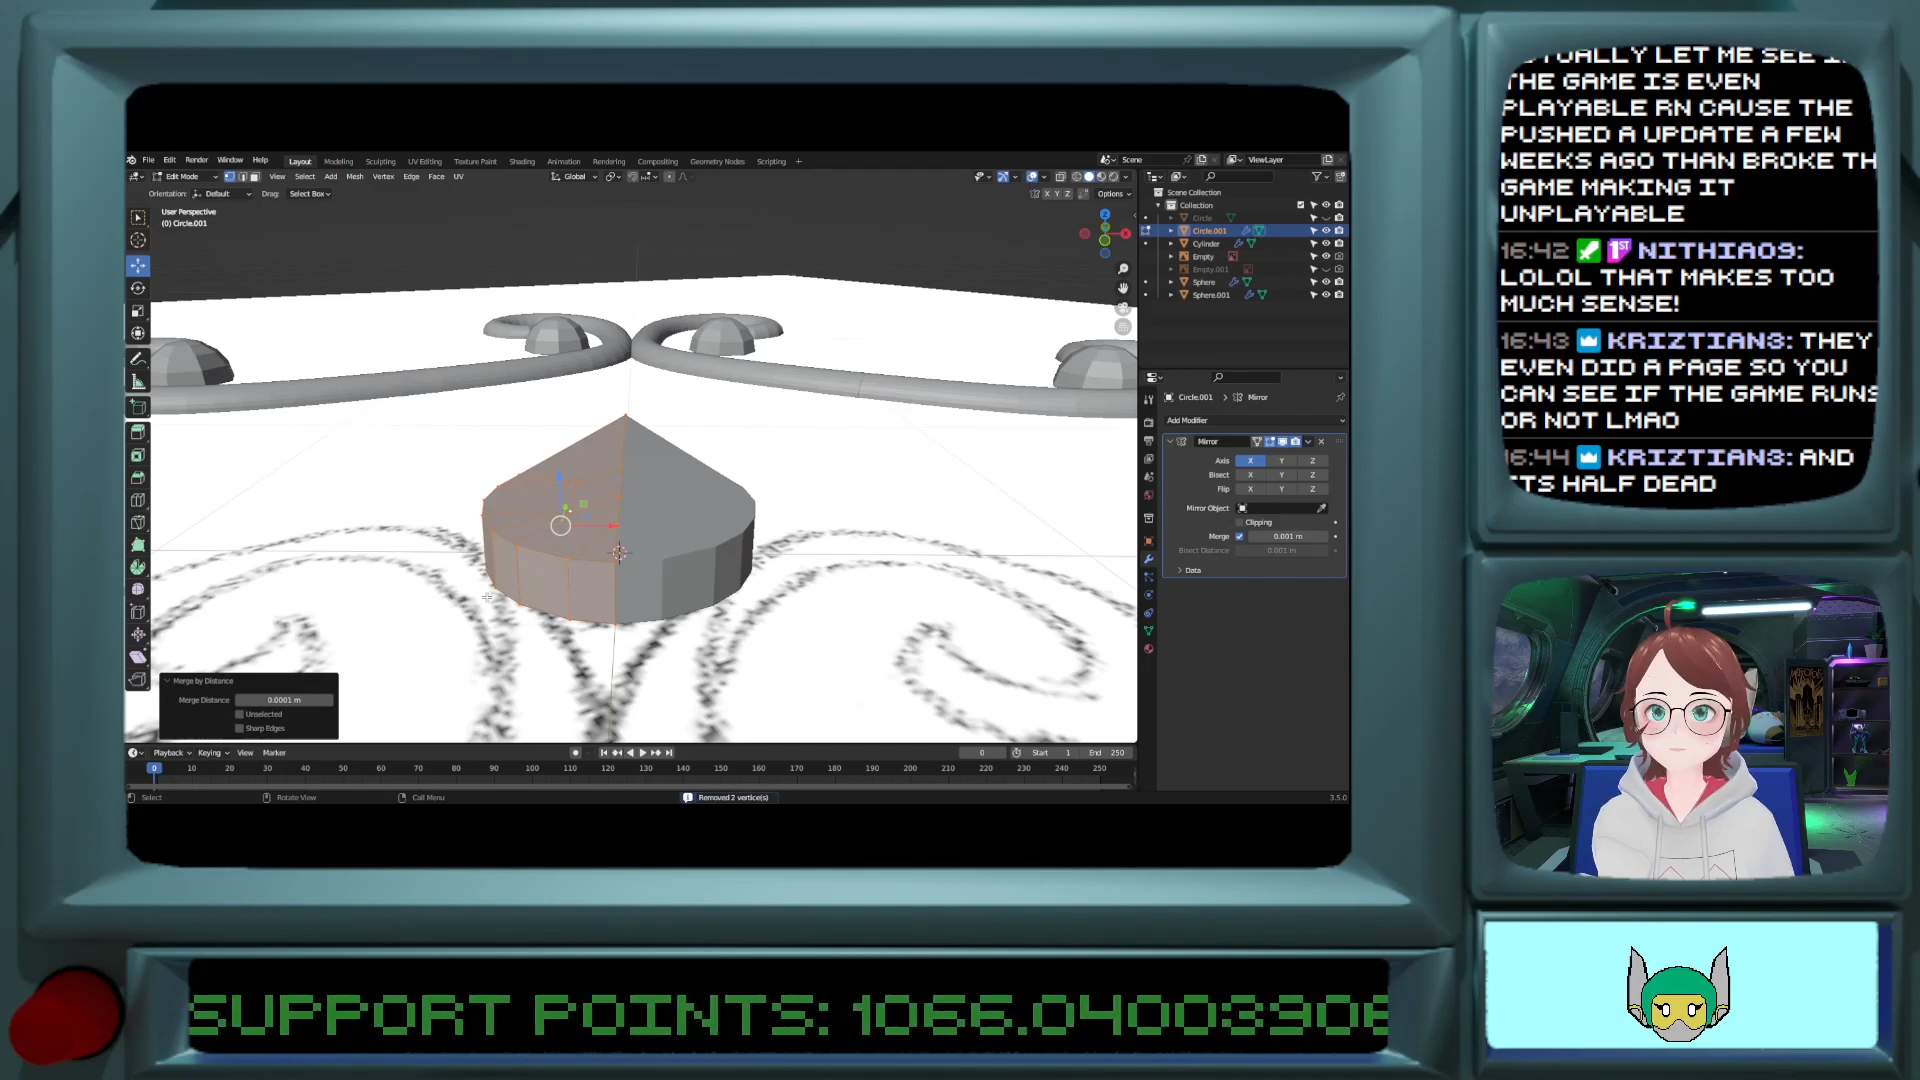 File Edit Render Window Help Layout Modeling Sculpting UV Editing Texture Paint Shading Animation Rendering Compositing Geometry Nodes Scripting + Scene ViewLayer
Edit Mode View Select Add Mesh Vertex Edge Face UV Global
Orientation: Default Drag: Select Box X Y Z Options
User Perspective
(0) Circle.001
Scene Collection
Collection
Circle
Circle.001
Cylinder
Empty
Empty.001
Sphere
Sphere.001
Circle.001 > Mirror
Add Modifier
Mirror
Axis X Y Z
Bisect X Y Z
Flip X Y Z
Mirror Object
Clipping
Merge 0.001 m
Bisect Distance 0.001 m
Data
Merge by Distance
Merge Distance 0.0001 m
Unselected
Sharp Edges
Playback Keying View Marker 0 Start 1 End 250
0 10 20 30 40 50 60 70 80 90 100 110 120 130 140 150 160 170 180 190 200 210 220 230 240 250
Select Rotate View Call Menu Removed 2 vertice(s) 3.5.0
LET ME SEE
THE GAME IS EVEN
PLAYABLE RN CAUSE THE
PUSHED A UPDATE A FEW
WEEKS AGO THAN BROKE TH
GAME MAKING IT
UNPLAYABLE
16:42 1ST NITHIA09:
LOLOL THAT MAKES TOO
MUCH SENSE!
16:43 KRIZTIAN3: THEY
EVEN DID A PAGE SO YOU
CAN SEE IF THE GAME RUNS
OR NOT LMAO
16:44 KRIZTIAN3: AND
ITS HALF DEAD
SUPPORT POINTS: 1066.04003906